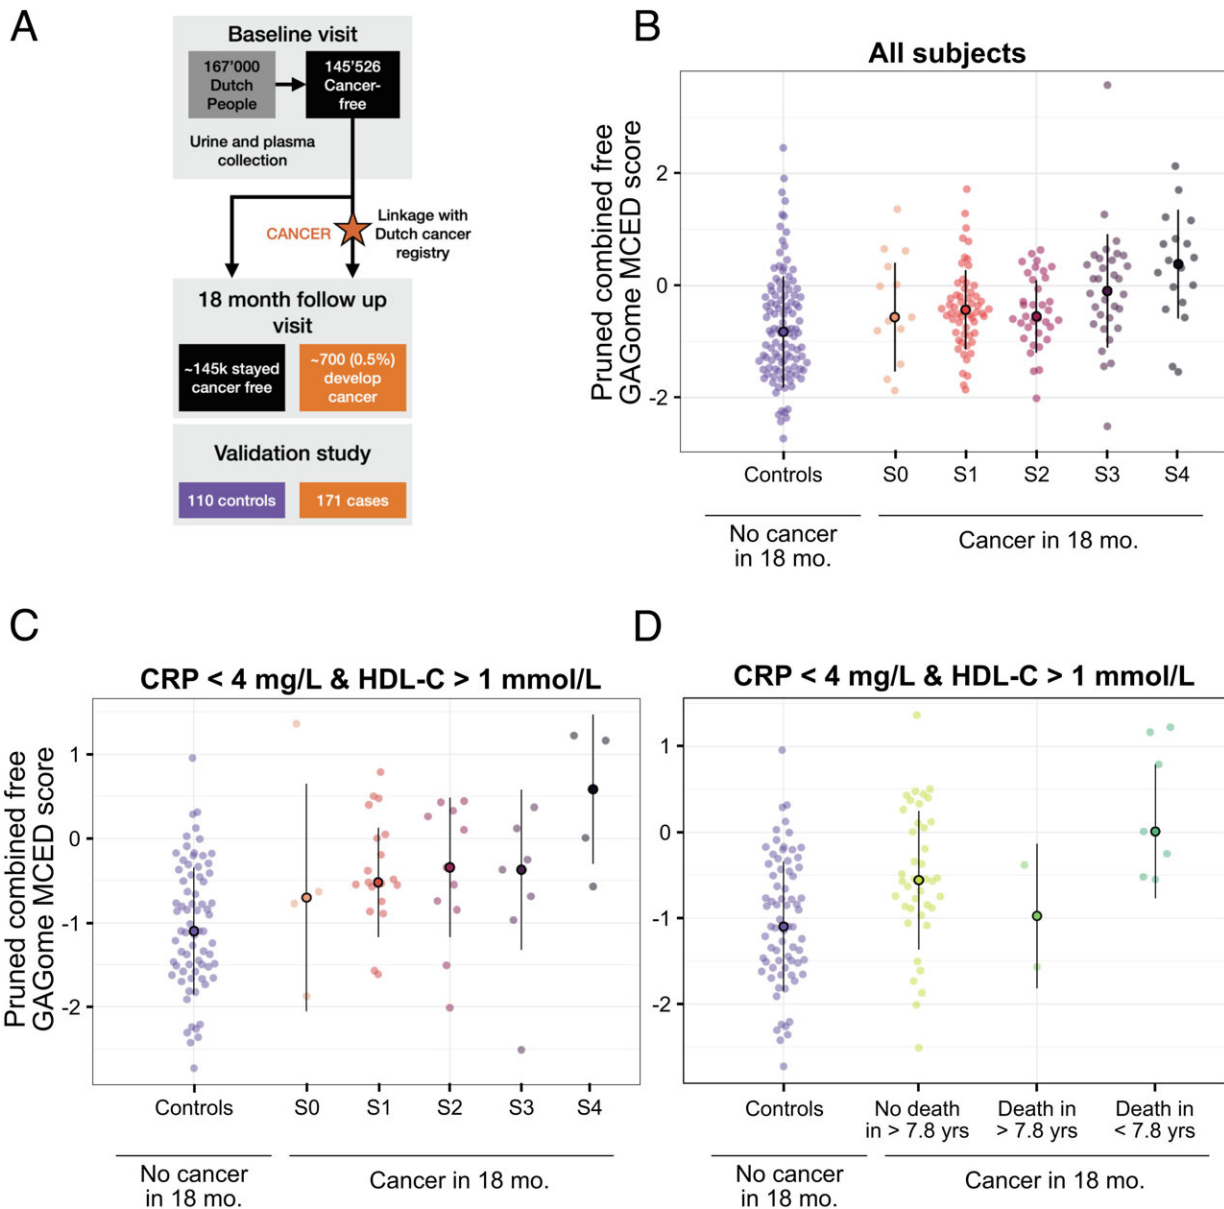 A
Baseline visit
167’000
Dutch
People
145’526
Cancer-
free
Urine and plasma
collection
CANCER
Linkage with
Dutch cancer
registry
18 month follow up
visit
~145k stayed
cancer free
~700 (0.5%)
develop
cancer
Validation study
110 controls
171 cases
B
All subjects
Pruned combined free
GAGome MCED score
2
0
-2
Controls
S0
S1
S2
S3
S4
No cancer
in 18 mo.
Cancer in 18 mo.
C
CRP < 4 mg/L & HDL-C > 1 mmol/L
Pruned combined free
GAGome MCED score
1
0
-1
-2
Controls
S0
S1
S2
S3
S4
No cancer
in 18 mo.
Cancer in 18 mo.
D
CRP < 4 mg/L & HDL-C > 1 mmol/L
1
0
-1
-2
Controls
No death
in > 7.8 yrs
Death in
> 7.8 yrs
Death in
< 7.8 yrs
No cancer
in 18 mo.
Cancer in 18 mo.